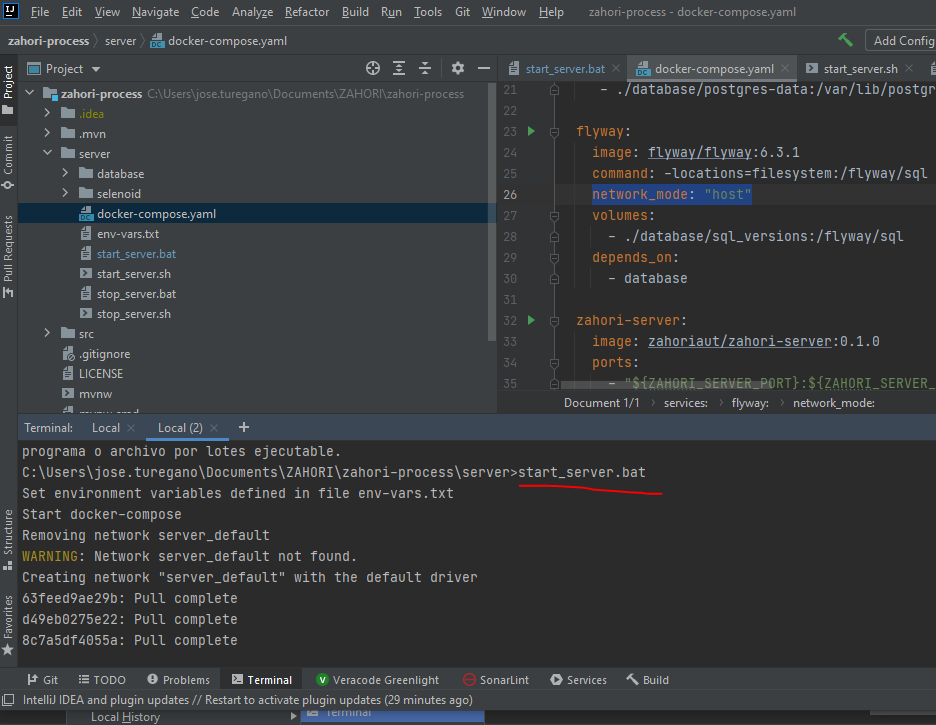 File Edit View Navigate Code Analyze Refactor Build Run Tools Git Window Help zahori-process - docker-compose.yaml
zahori-process server docker-compose.yaml Add Config
Project
Project
start_server.bat docker-compose.yaml start_server.sh
zahori-process C:\Users\jose.turegano\Documents\ZAHORI\zahori-process
.idea
.mvn
server
database
selenoid
docker-compose.yaml
env-vars.txt
start_server.bat
start_server.sh
stop_server.bat
stop_server.sh
src
.gitignore
LICENSE
mvnw
mvnw.cmd
Commit
Pull Requests
21 - ./database/postgres-data:/var/lib/postgr
22
23 flyway:
24 image: flyway/flyway:6.3.1
25 command: -locations=filesystem:/flyway/sql
26 network_mode: "host"
27 volumes:
28 - ./database/sql_versions:/flyway/sql
29 depends_on:
30 - database
31
32 zahori-server:
33 image: zahoriaut/zahori-server:0.1.0
34 ports:
35 - "${ZAHORI_SERVER_PORT}:${ZAHORI_SERVER_
Document 1/1 services: flyway: network_mode:
Terminal: Local Local (2)
programa o archivo por lotes ejecutable.
C:\Users\jose.turegano\Documents\ZAHORI\zahori-process\server>start_server.bat
Set environment variables defined in file env-vars.txt
Start docker-compose
Removing network server_default
WARNING: Network server_default not found.
Creating network "server_default" with the default driver
63feed9ae29b: Pull complete
d49eb0275e22: Pull complete
8c7a5df4055a: Pull complete
Structure
Favorites
Git TODO Problems Terminal Veracode Greenlight SonarLint Services Build
IntelliJ IDEA and plugin updates // Restart to activate plugin updates (29 minutes ago)
Local History Terminal